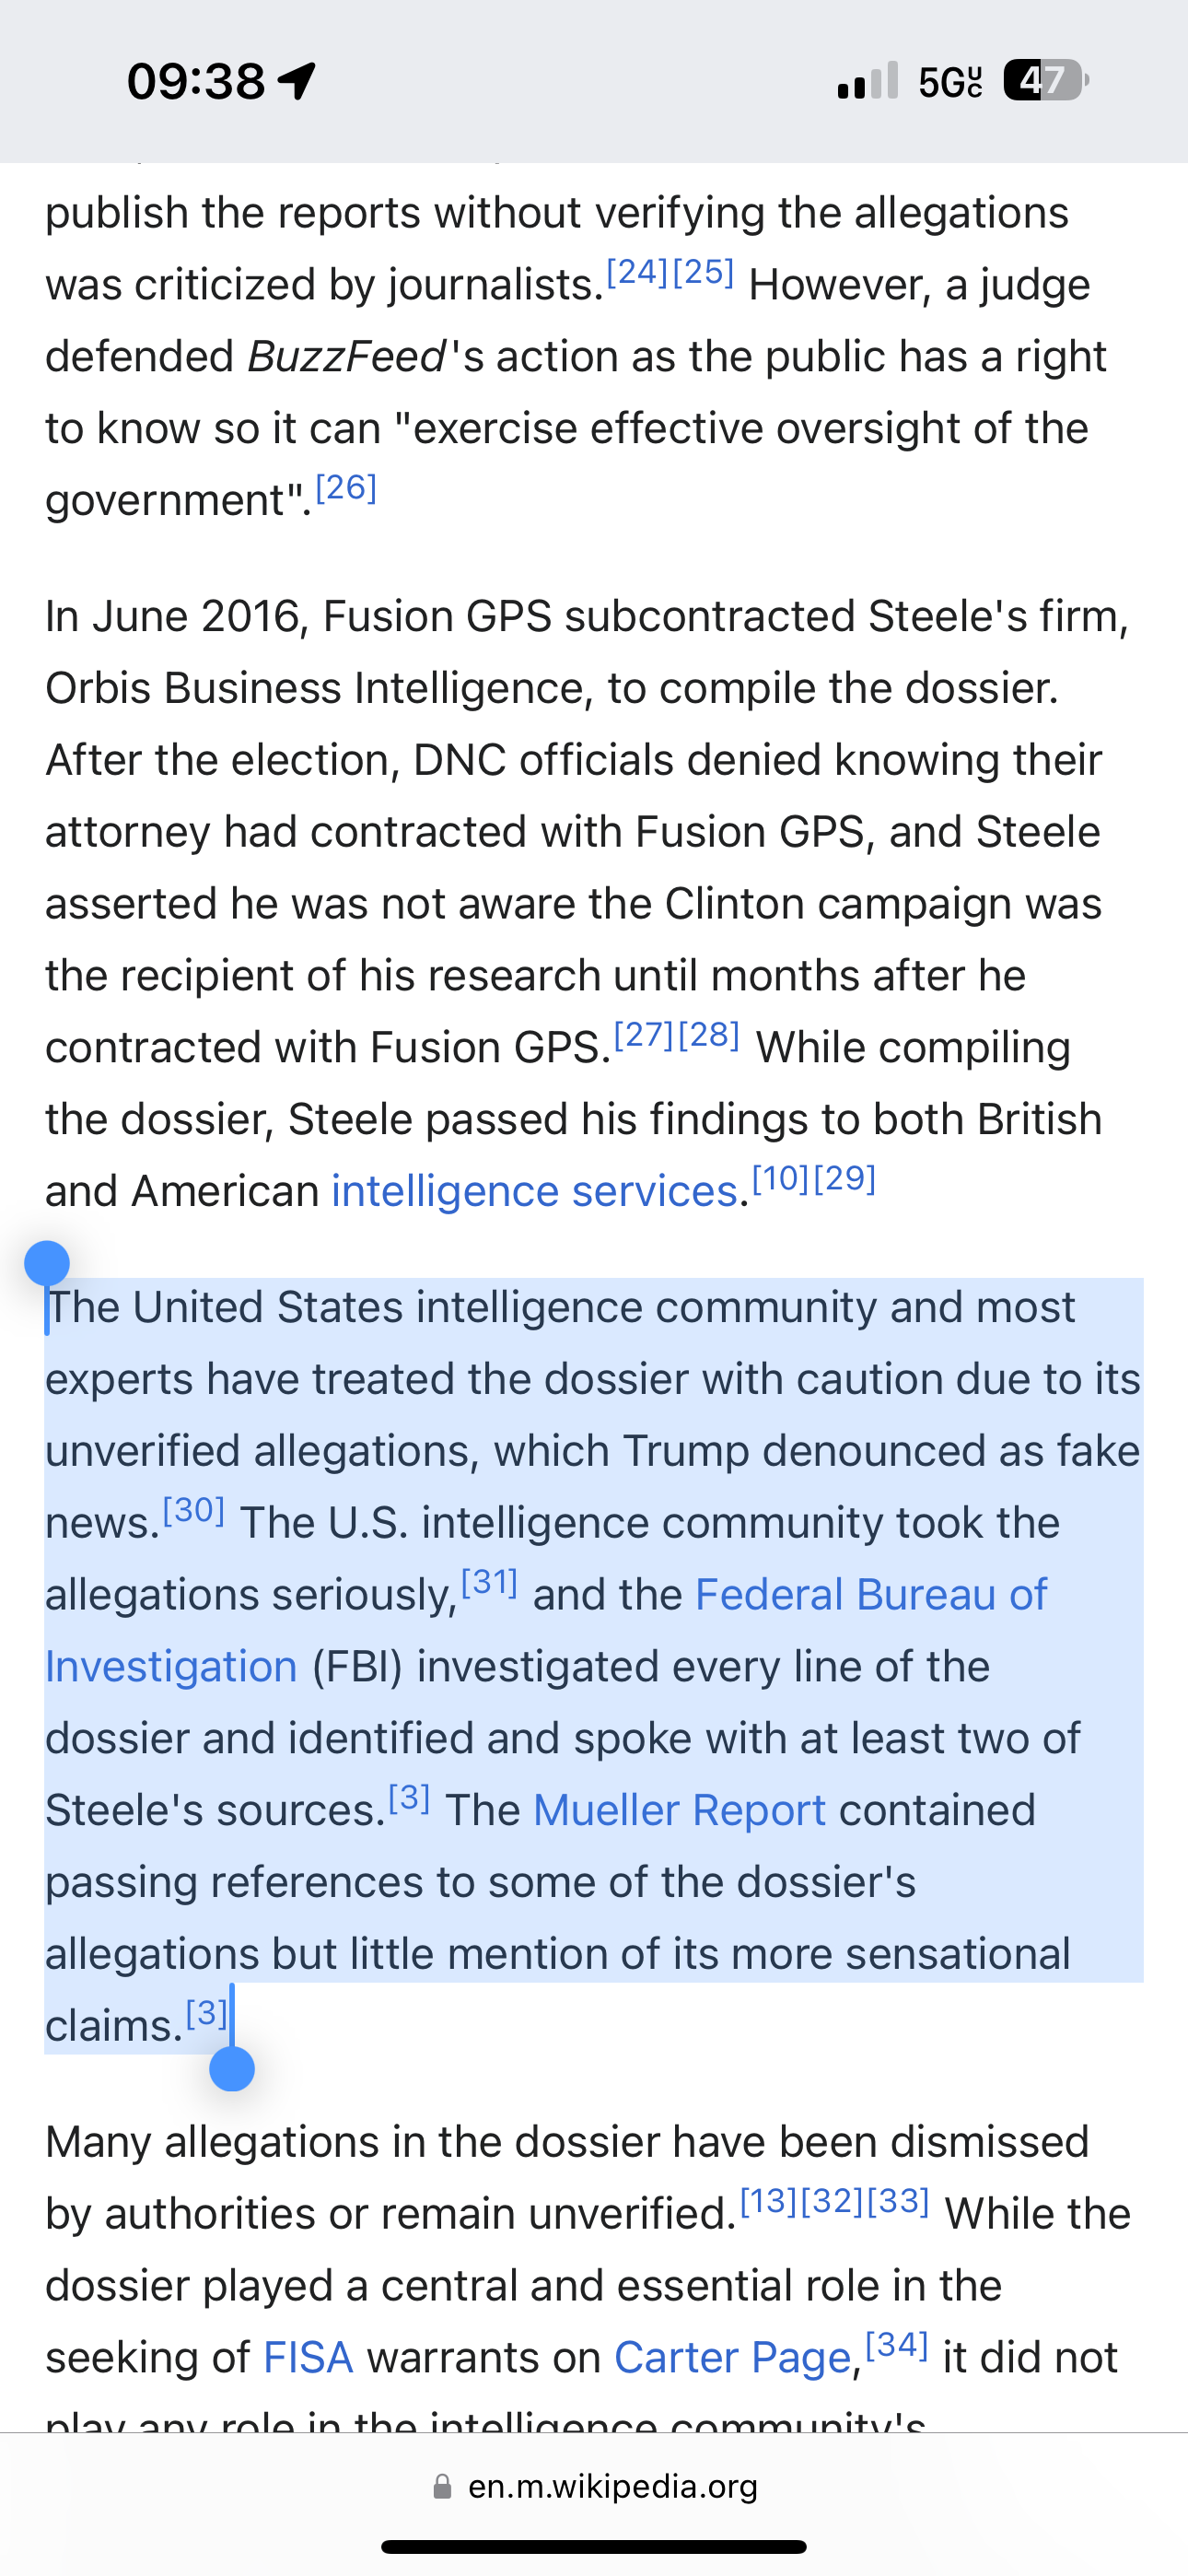 09:38
5GUC 47
publish the reports without verifying the allegations
was criticized by journalists.[24][25] However, a judge
defended BuzzFeed's action as the public has a right
to know so it can "exercise effective oversight of the
government".[26]
In June 2016, Fusion GPS subcontracted Steele's firm,
Orbis Business Intelligence, to compile the dossier.
After the election, DNC officials denied knowing their
attorney had contracted with Fusion GPS, and Steele
asserted he was not aware the Clinton campaign was
the recipient of his research until months after he
contracted with Fusion GPS.[27][28] While compiling
the dossier, Steele passed his findings to both British
and American intelligence services.[10][29]
The United States intelligence community and most
experts have treated the dossier with caution due to its
unverified allegations, which Trump denounced as fake
news.[30] The U.S. intelligence community took the
allegations seriously,[31] and the Federal Bureau of
Investigation (FBI) investigated every line of the
dossier and identified and spoke with at least two of
Steele's sources.[3] The Mueller Report contained
passing references to some of the dossier's
allegations but little mention of its more sensational
claims.[3]
Many allegations in the dossier have been dismissed
by authorities or remain unverified.[13][32][33] While the
dossier played a central and essential role in the
seeking of FISA warrants on Carter Page,[34] it did not
play any role in the intelligence community's
en.m.wikipedia.org